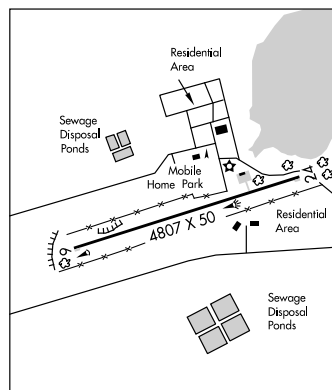 Residential
Area
Sewage
Disposal
Ponds
Mobile
Home Park
24
4807 X 50
6
Residential
Area
Sewage
Disposal
Ponds